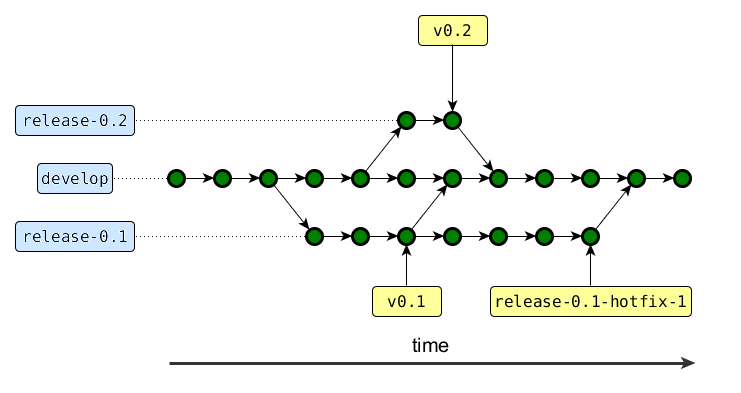 v0.2
release-0.2
develop
release-0.1
v0.1
release-0.1-hotfix-1
time